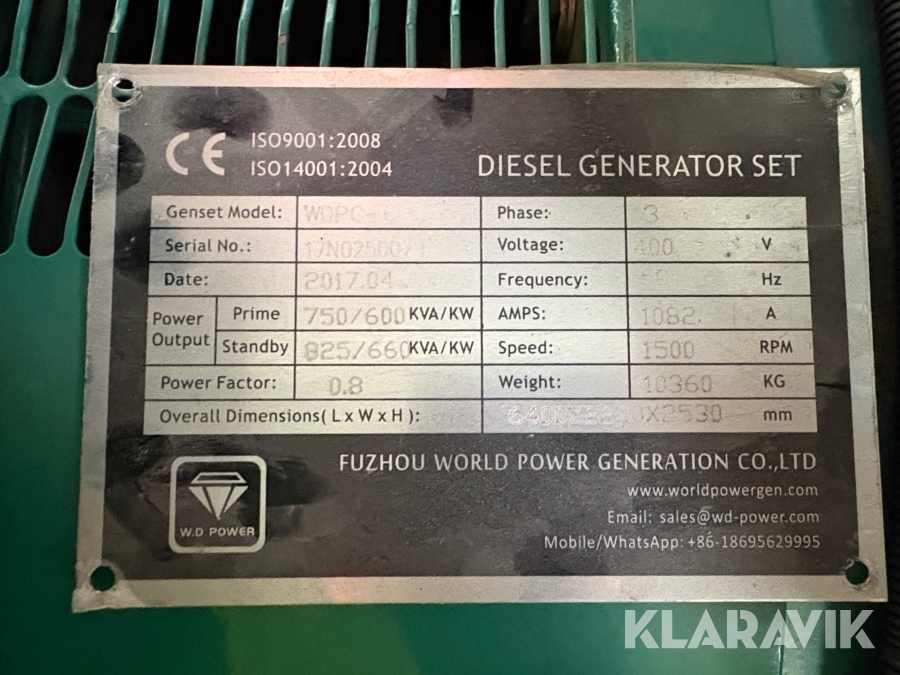 CE ISO9001:2008
ISO14001:2004
DIESEL GENERATOR SET
Genset Model: Phase: 3
Serial No.: Voltage: 400 V
Date: 2017.04 Frequency: 50 Hz
Power Output Prime 750/600 KVA/KW AMPS: 1082 A
Standby 825/660 KVA/KW Speed: 1500 RPM
Power Factor: 0.8 Weight: 10360 KG
Overall Dimensions( L x W x H ): mm
FUZHOU WORLD POWER GENERATION CO.,LTD
www.worldpowergen.com
Email: sales@wd-power.com
Mobile/WhatsApp: +86-18695629995
W.D POWER
KLARAVIK